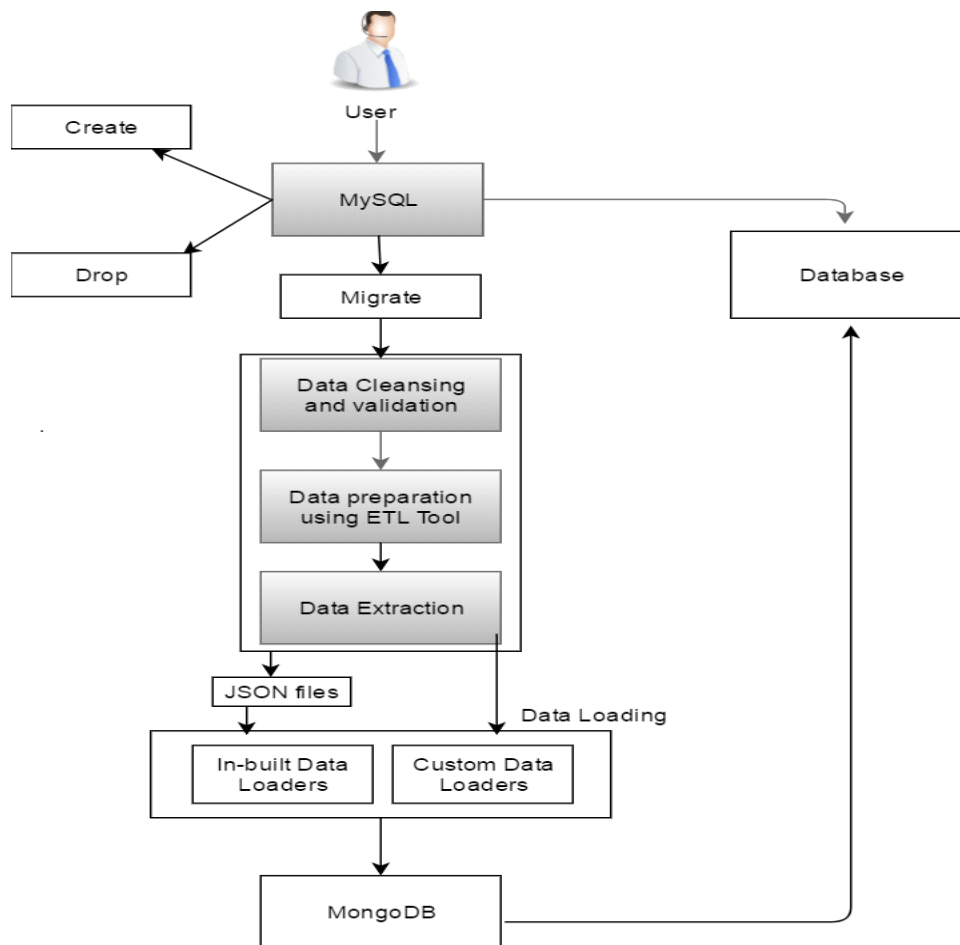 User
Create
MySQL
Drop
Database
Migrate
Data Cleansing
and validation
Data preparation
using ETL Tool
Data Extraction
JSON files
Data Loading
In-built Data
Loaders
Custom Data
Loaders
MongoDB